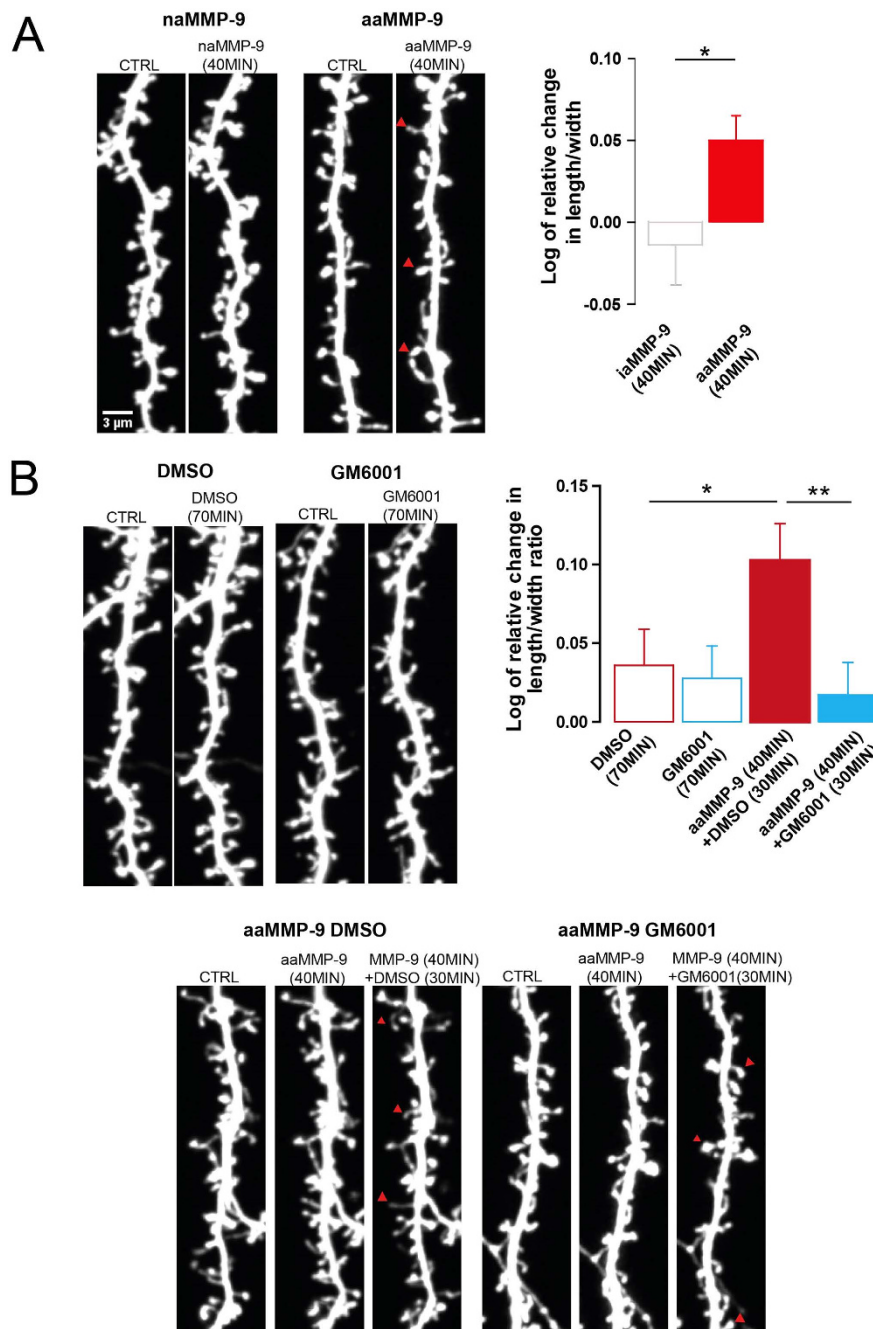 A
naMMP-9
aaMMP-9
CTRL
naMMP-9
(40MIN)
CTRL
aaMMP-9
(40MIN)
3 µm
Log of relative change
in length/width
0.10
0.05
0.00
-0.05
*
iaMMP-9
(40MIN)
aaMMP-9
(40MIN)
B
DMSO
GM6001
CTRL
DMSO
(70MIN)
CTRL
GM6001
(70MIN)
Log of relative change in
length/width ratio
0.15
0.10
0.05
0.00
*
**
DMSO
(70MIN)
GM6001
(70MIN)
aaMMP-9 (40MIN)
+DMSO (30MIN)
aaMMP-9 (40MIN)
+GM6001 (30MIN)
aaMMP-9 DMSO
aaMMP-9 GM6001
CTRL
aaMMP-9
(40MIN)
MMP-9 (40MIN)
+DMSO (30MIN)
CTRL
aaMMP-9
(40MIN)
MMP-9 (40MIN)
+GM6001(30MIN)